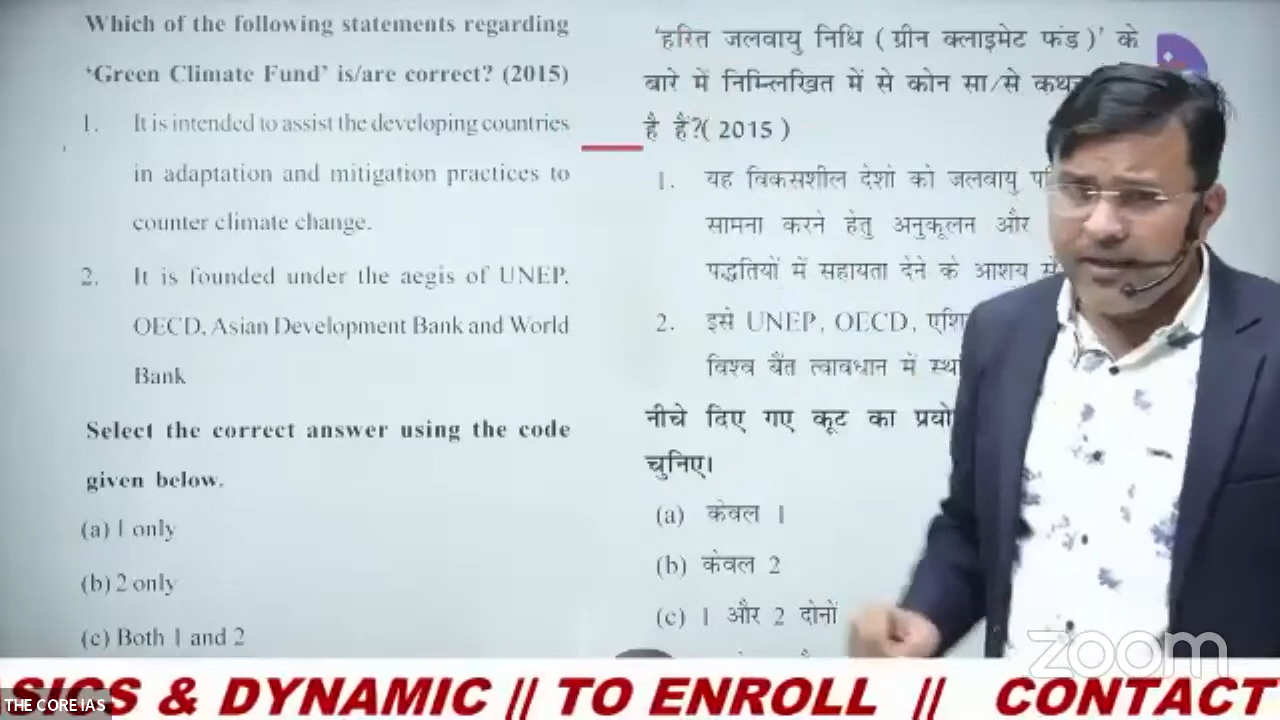 Which of the following statements regarding
‘Green Climate Fund’ is/are correct? (2015)
1. It is intended to assist the developing countries
in adaptation and mitigation practices to
counter climate change.
2. It is founded under the aegis of UNEP,
OECD, Asian Development Bank and World
Bank
Select the correct answer using the code
given below.
(a) 1 only
(b) 2 only
(c) Both 1 and 2
‘हरित जलवायु निधि ( ग्रीन क्लाइमेट फंड )’ के
बारे में निम्न्लिखित में से कोन सा/से
है हैं?( 2015 )
1. यह विकसशील देशों को जलवायु
सामना करने हेतु अनुकूलन और
पद्धतियों में सहायता देने के आशय
2. इसे UNEP, OECD,
विश्व बैंत त्वावधान में
नीचे दिए गए कूट का
चुनिए।
(a) केवल 1
(b) केवल 2
(c) 1 और 2 दोनों
zoom
SICS & DYNAMIC || TO ENROLL || CONTACT
THE CORE IAS